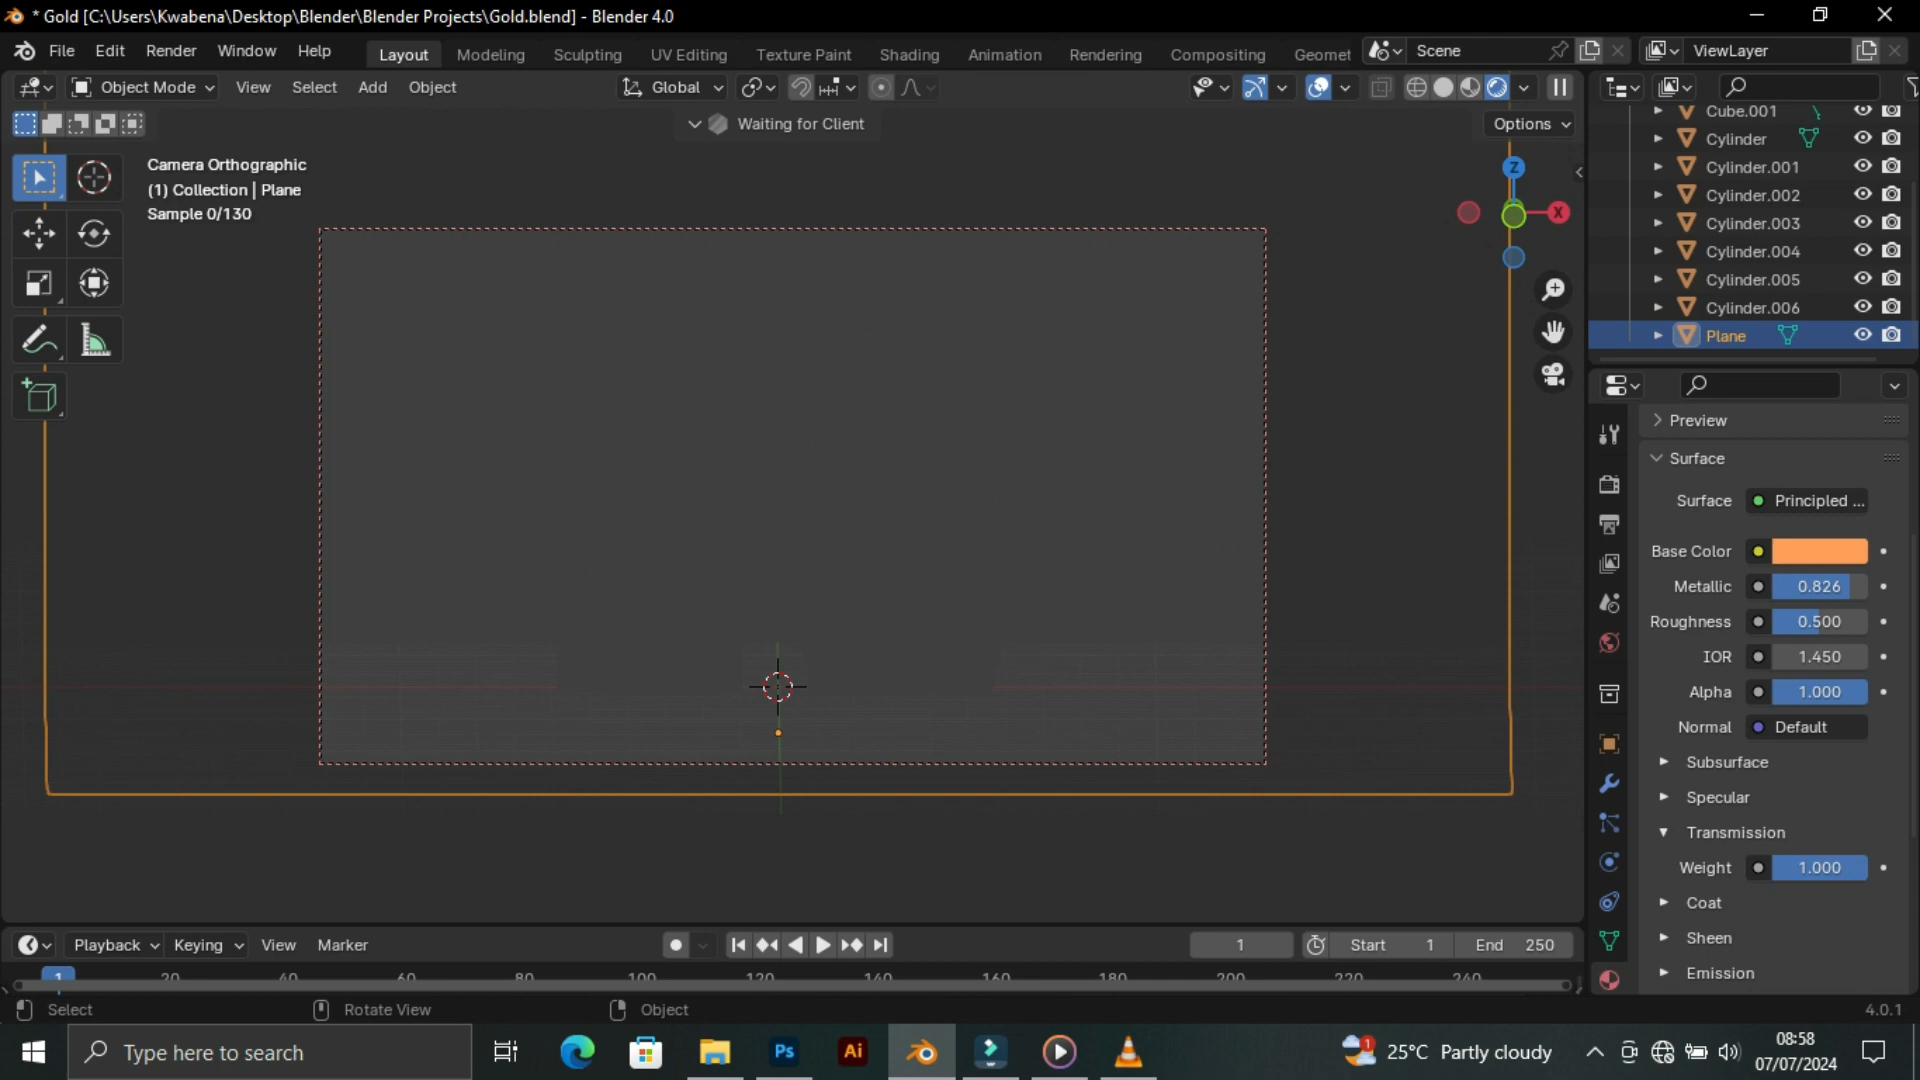 * Gold [C:\Users\Kwabena\Desktop\Blender\Blender Projects\Gold.blend] - Blender 4.0
File Edit Render Window Help
Layout Modeling Sculpting UV Editing Texture Paint Shading Animation Rendering Compositing Geomet
Scene ViewLayer
Object Mode View Select Add Object
Global
Waiting for Client
Options
Camera Orthographic
(1) Collection | Plane
Sample 0/130
Z
X
Cube.001
Cylinder
Cylinder.001
Cylinder.002
Cylinder.003
Cylinder.004
Cylinder.005
Cylinder.006
Plane
Preview
Surface
Surface Principled ...
Base Color
Metallic 0.826
Roughness 0.500
IOR 1.450
Alpha 1.000
Normal Default
Subsurface
Specular
Transmission
Weight 1.000
Coat
Sheen
Emission
Playback Keying View Marker
1 Start 1 End 250
1 20 40 60 80 100 120 140 160 180 200 220 240
Select Rotate View Object
4.0.1
Type here to search
Ps Ai
1 25°C Partly cloudy
08:58
07/07/2024